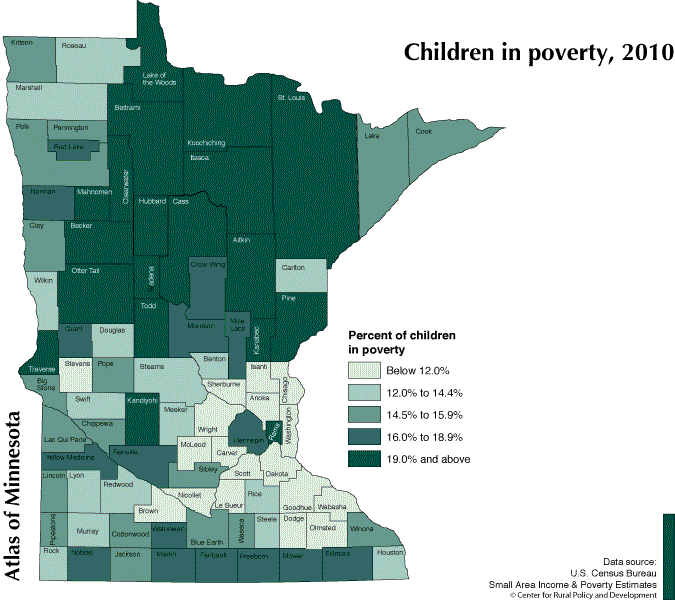 Children in poverty, 2010
Kittson
Roseau
Lake of
the Woods
Marshall
St. Louis
Beltrami
Polk
Pennington
Koochiching
Lake
Cook
Red Lake
Itasca
Clearwater
Norman
Mahnomen
Hubbard
Cass
Clay
Becker
Aitkin
Otter Tail
Crow Wing
Carlton
Wilkin
adena
Pine
Todd
Mille
Lacs
Grant
Douglas
Morrison
Kanabec
Traverse
Stevens
Pope
Stearns
Benton
Isanti
Big
Stone
Sherburne
Chisago
Swift
Kandiyohi
Meeker
Anoka
Washington
Chippewa
Wright
Hennepin
Lac Qui Parle
McLeod
Carver
Yellow Medicine
Renville
Sibley
Scott
Dakota
Lincoln
Lyon
Redwood
Nicollet
Le Sueur
Rice
Goodhue
Wabasha
Brown
Pipestone
Murray
Cottonwood
Watonwan
Blue Earth
Waseca
Steele
Dodge
Olmsted
Winona
Rock
Nobles
Jackson
Martin
Faribault
Freeborn
Mower
Fillmore
Houston
Percent of children
in poverty
Below 12.0%
12.0% to 14.4%
14.5% to 15.9%
16.0% to 18.9%
19.0% and above
Atlas of Minnesota
Data source:
U.S. Census Bureau
Small Area Income & Poverty Estimates
© Center for Rural Policy and Development